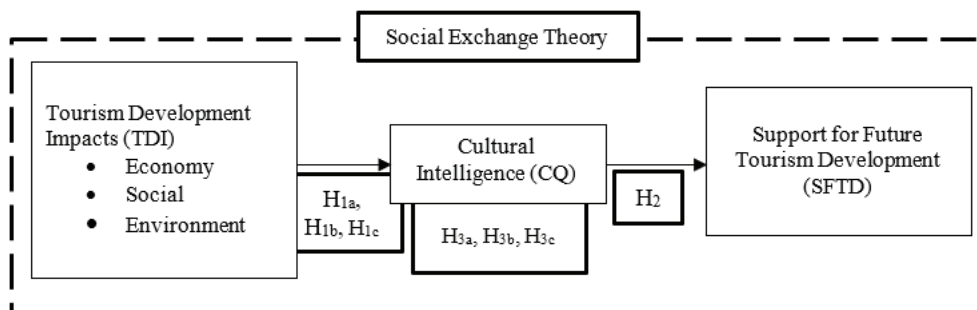 Social Exchange Theory
Tourism Development
Impacts (TDI)
• Economy
• Social
• Environment
H1a,
H1b, H1c
Cultural
Intelligence (CQ)
H3a, H3b, H3c
H2
Support for Future
Tourism Development
(SFTD)